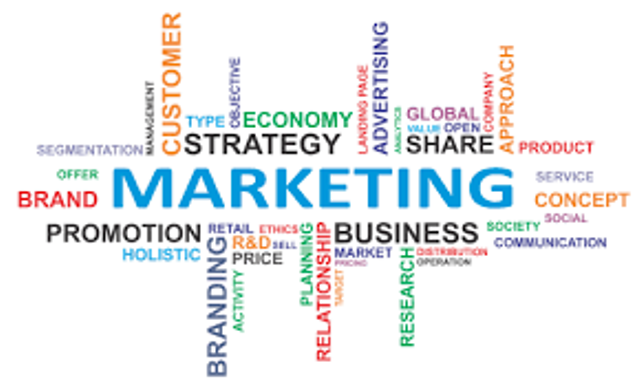 CUSTOMER
MANAGEMENT
SEGMENTATION
TYPE
OBJECTIVE
ECONOMY
STRATEGY
LANDING PAGE
ADVERTISING
ANALYTICS
GLOBAL
VALUE
OPEN
COMPANY
SHARE
APPROACH
PRODUCT
OFFER
BRAND
MARKETING
SERVICE
CONCEPT
SOCIAL
PROMOTION
RETAIL
ETHICS
HOLISTIC
BRANDING
R&D
SELL
PRICE
ACTIVITY
PLANNING
RELATIONSHIP
BUSINESS
MARKET
PRICING
TARGET
RESEARCH
DISTRIBUTION
OPERATION
SOCIETY
COMMUNICATION